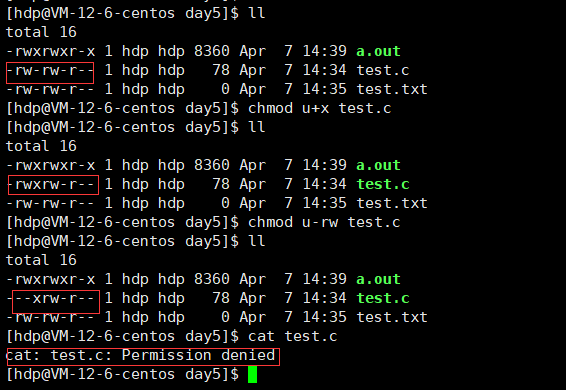 [hdp@VM-12-6-centos day5]$ ll
total 16
-rwxrwxr-x 1 hdp hdp 8360 Apr  7 14:39 a.out
-rw-rw-r-- 1 hdp hdp   78 Apr  7 14:34 test.c
-rw-rw-r-- 1 hdp hdp    0 Apr  7 14:35 test.txt
[hdp@VM-12-6-centos day5]$ chmod u+x test.c
[hdp@VM-12-6-centos day5]$ ll
total 16
-rwxrwxr-x 1 hdp hdp 8360 Apr  7 14:39 a.out
-rwxrw-r-- 1 hdp hdp   78 Apr  7 14:34 test.c
-rw-rw-r-- 1 hdp hdp    0 Apr  7 14:35 test.txt
[hdp@VM-12-6-centos day5]$ chmod u-rw test.c
[hdp@VM-12-6-centos day5]$ ll
total 16
-rwxrwxr-x 1 hdp hdp 8360 Apr  7 14:39 a.out
---xrw-r-- 1 hdp hdp   78 Apr  7 14:34 test.c
-rw-rw-r-- 1 hdp hdp    0 Apr  7 14:35 test.txt
[hdp@VM-12-6-centos day5]$ cat test.c
cat: test.c: Permission denied
[hdp@VM-12-6-centos day5]$